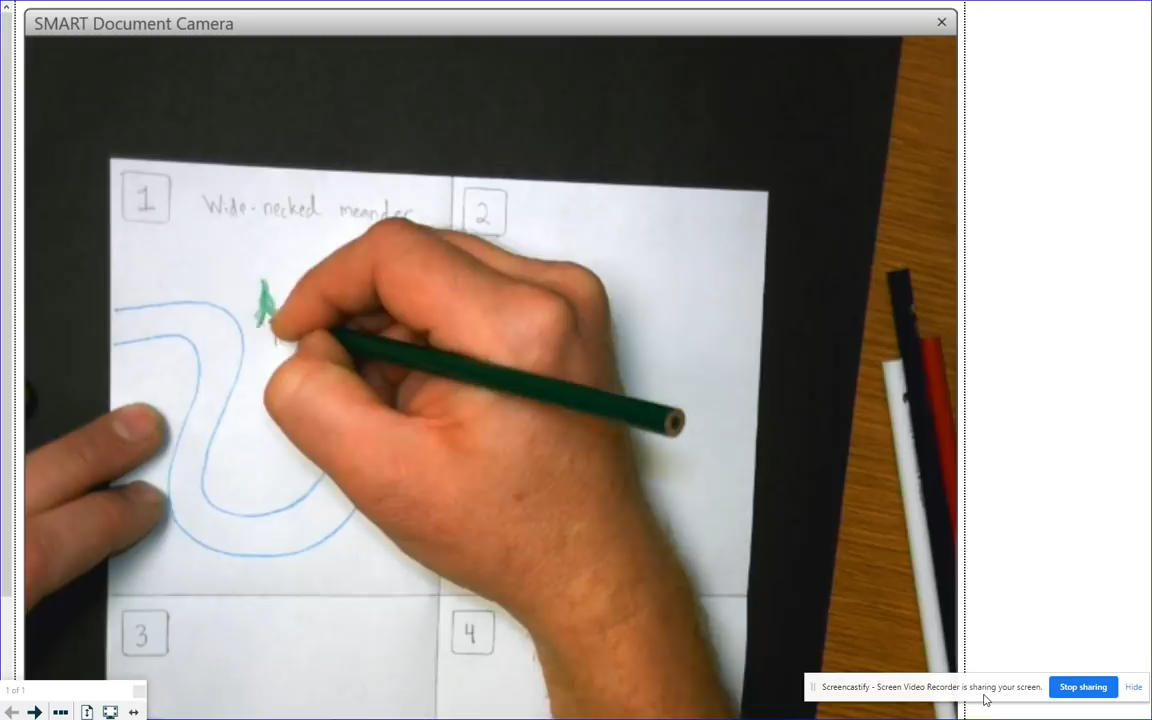 SMART Document Camera
1
Wide-necked meander
2
3
4
1 of 1
Screencastify - Screen Video Recorder is sharing your screen.
Stop sharing
Hide